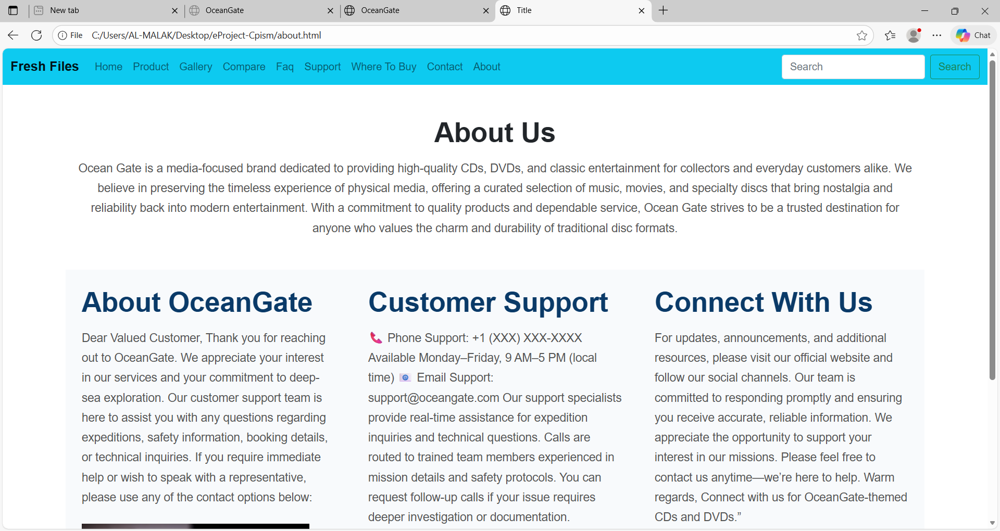 New tab
OceanGate
OceanGate
Title
File C:/Users/AL-MALAK/Desktop/eProject-Cpism/about.html
Chat
Fresh Files Home Product Gallery Compare Faq Support Where To Buy Contact About Search Search
About Us
Ocean Gate is a media-focused brand dedicated to providing high-quality CDs, DVDs, and classic entertainment for collectors and everyday customers alike. We
believe in preserving the timeless experience of physical media, offering a curated selection of music, movies, and specialty discs that bring nostalgia and
reliability back into modern entertainment. With a commitment to quality products and dependable service, Ocean Gate strives to be a trusted destination for
anyone who values the charm and durability of traditional disc formats.
About OceanGate
Dear Valued Customer, Thank you for reaching
out to OceanGate. We appreciate your interest
in our services and your commitment to deep-
sea exploration. Our customer support team is
here to assist you with any questions regarding
expeditions, safety information, booking details,
or technical inquiries. If you require immediate
help or wish to speak with a representative,
please use any of the contact options below:
Customer Support
📞 Phone Support: +1 (XXX) XXX-XXXX
Available Monday–Friday, 9 AM–5 PM (local
time) 📧 Email Support:
support@oceangate.com Our support specialists
provide real-time assistance for expedition
inquiries and technical questions. Calls are
routed to trained team members experienced in
mission details and safety protocols. You can
request follow-up calls if your issue requires
deeper investigation or documentation.
Connect With Us
For updates, announcements, and additional
resources, please visit our official website and
follow our social channels. Our team is
committed to responding promptly and ensuring
you receive accurate, reliable information. We
appreciate the opportunity to support your
interest in our missions. Please feel free to
contact us anytime—we’re here to help. Warm
regards, Connect with us for OceanGate-themed
CDs and DVDs.”